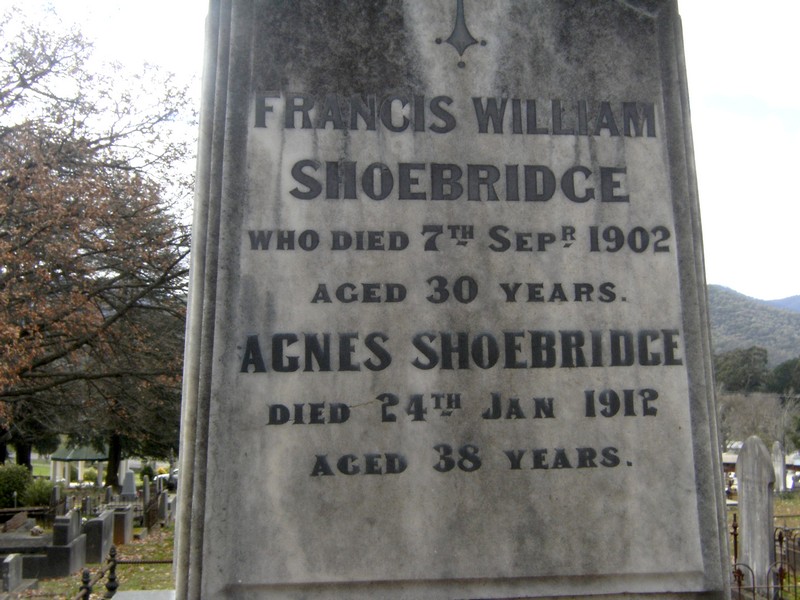 FRANCIS WILLIAM
SHOEBRIDGE
WHO DIED 7TH SEPR 1902
AGED 30 YEARS.
AGNES SHOEBRIDGE
DIED 24TH JAN 1912
AGED 38 YEARS.